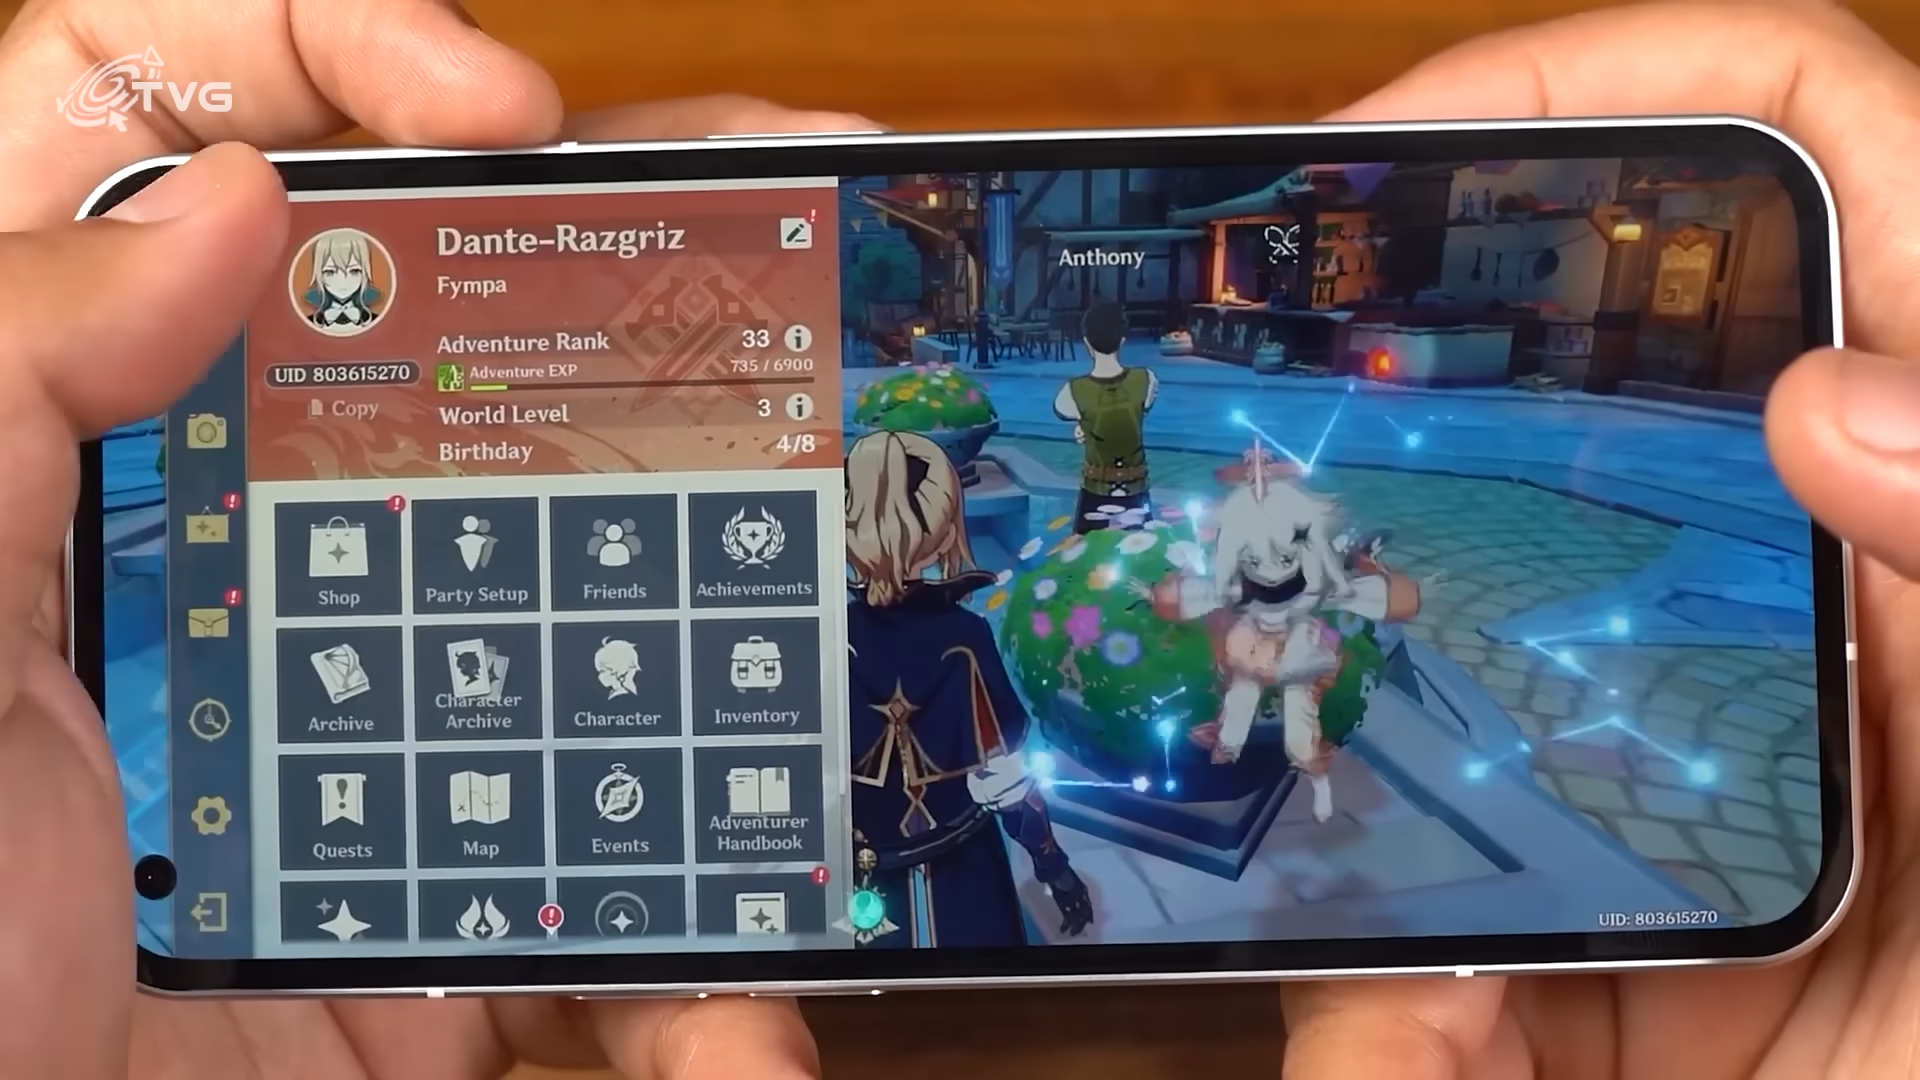 TVG
Dante-Razgriz
Fympa
Adventure Rank 33
Adventure EXP 735 / 6900
UID 803615270
Copy
World Level 3
Birthday 4/8
Shop
Party Setup
Friends
Achievements
Archive
Character
Archive
Character
Inventory
Quests
Map
Events
Adventurer
Handbook
Anthony
UID: 803615270